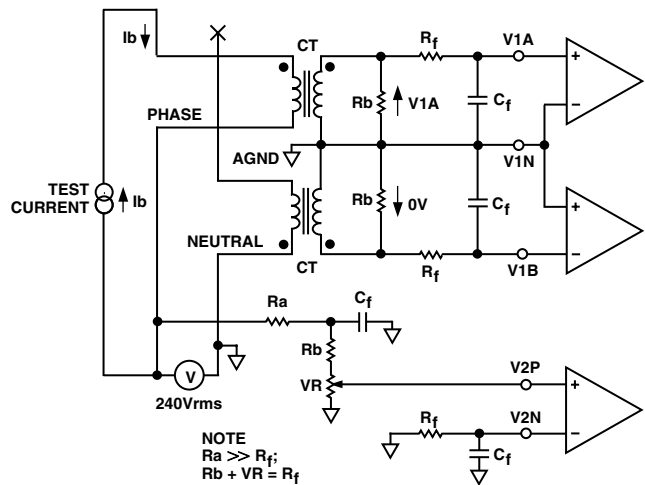 Ib
CT
Rf
V1A
Rb
V1A
Cf
PHASE
AGND
V1N
TEST
CURRENT
Ib
Rb
0V
Cf
NEUTRAL
CT
Rf
V1B
Ra
Cf
Rb
V
240Vrms
VR
V2P
Rf
V2N
Cf
NOTE
Ra >> Rf;
Rb + VR = Rf
+
−
+
−
+
−